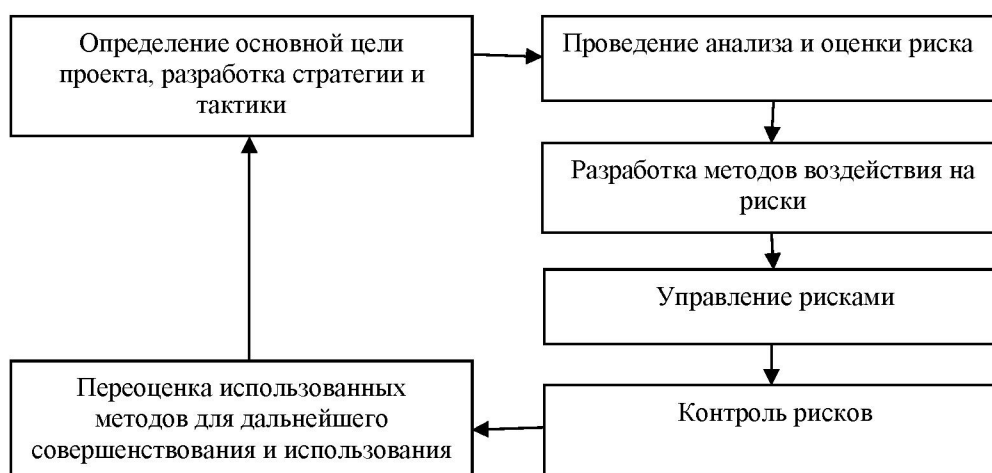 Определение основной цели
проекта, разработка стратегии и
тактики
Проведение анализа и оценки риска
Разработка методов воздействия на
риски
Управление рисками
Контроль рисков
Переоценка использованных
методов для дальнейшего
совершенствования и использования